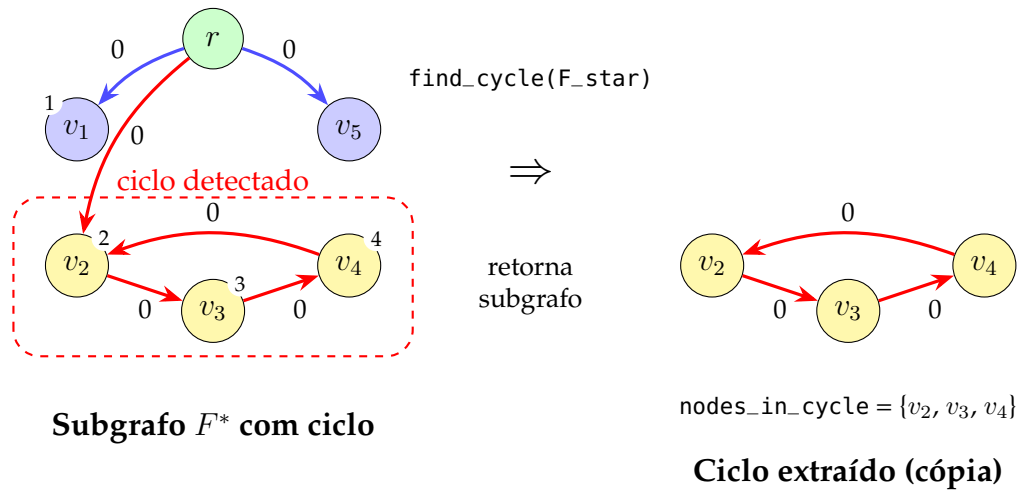 r
0
0
find_cycle(F_star)
1
v₁
0
v₅
⇒
ciclo detectado
0
0
2
4
v₂
v₄
retorna
subgrafo
v₂
v₄
3
0
v₃
0
0
v₃
0
nodes_in_cycle = {v₂, v₃, v₄}
Subgrafo F* com ciclo
Ciclo extraído (cópia)